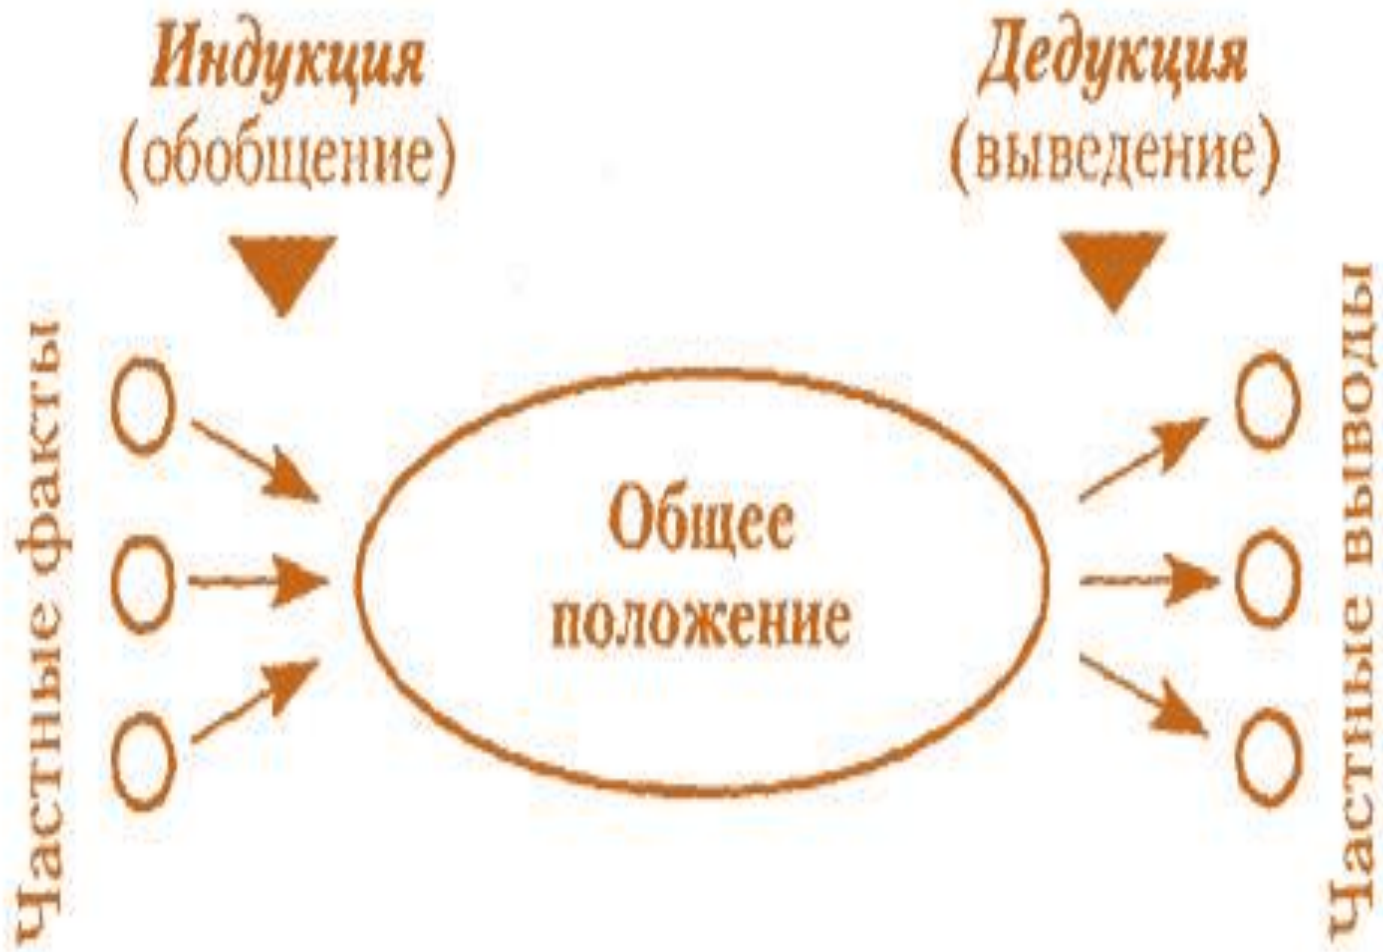 Индукция
(обобщение)
Дедукция
(выведение)
Частные факты
Общее
положение
Частные выводы